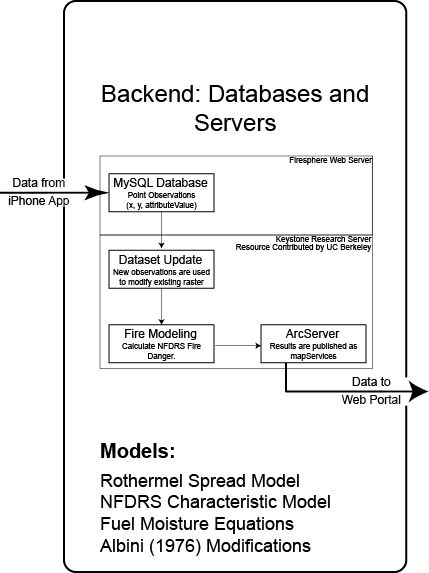 Backend: Databases and
Servers
Firesphere Web Server
Data from
iPhone App
MySQL Database
Point Observations
(x, y, attributeValue)
Keystone Research Server
Resource Contributed by UC Berkeley
Dataset Update
New observations are used
to modify existing raster
Fire Modeling
Calculate NFDRS Fire
Danger.
ArcServer
Results are published as
mapServices
Data to
Web Portal
Models:
Rothermel Spread Model
NFDRS Characteristic Model
Fuel Moisture Equations
Albini (1976) Modifications